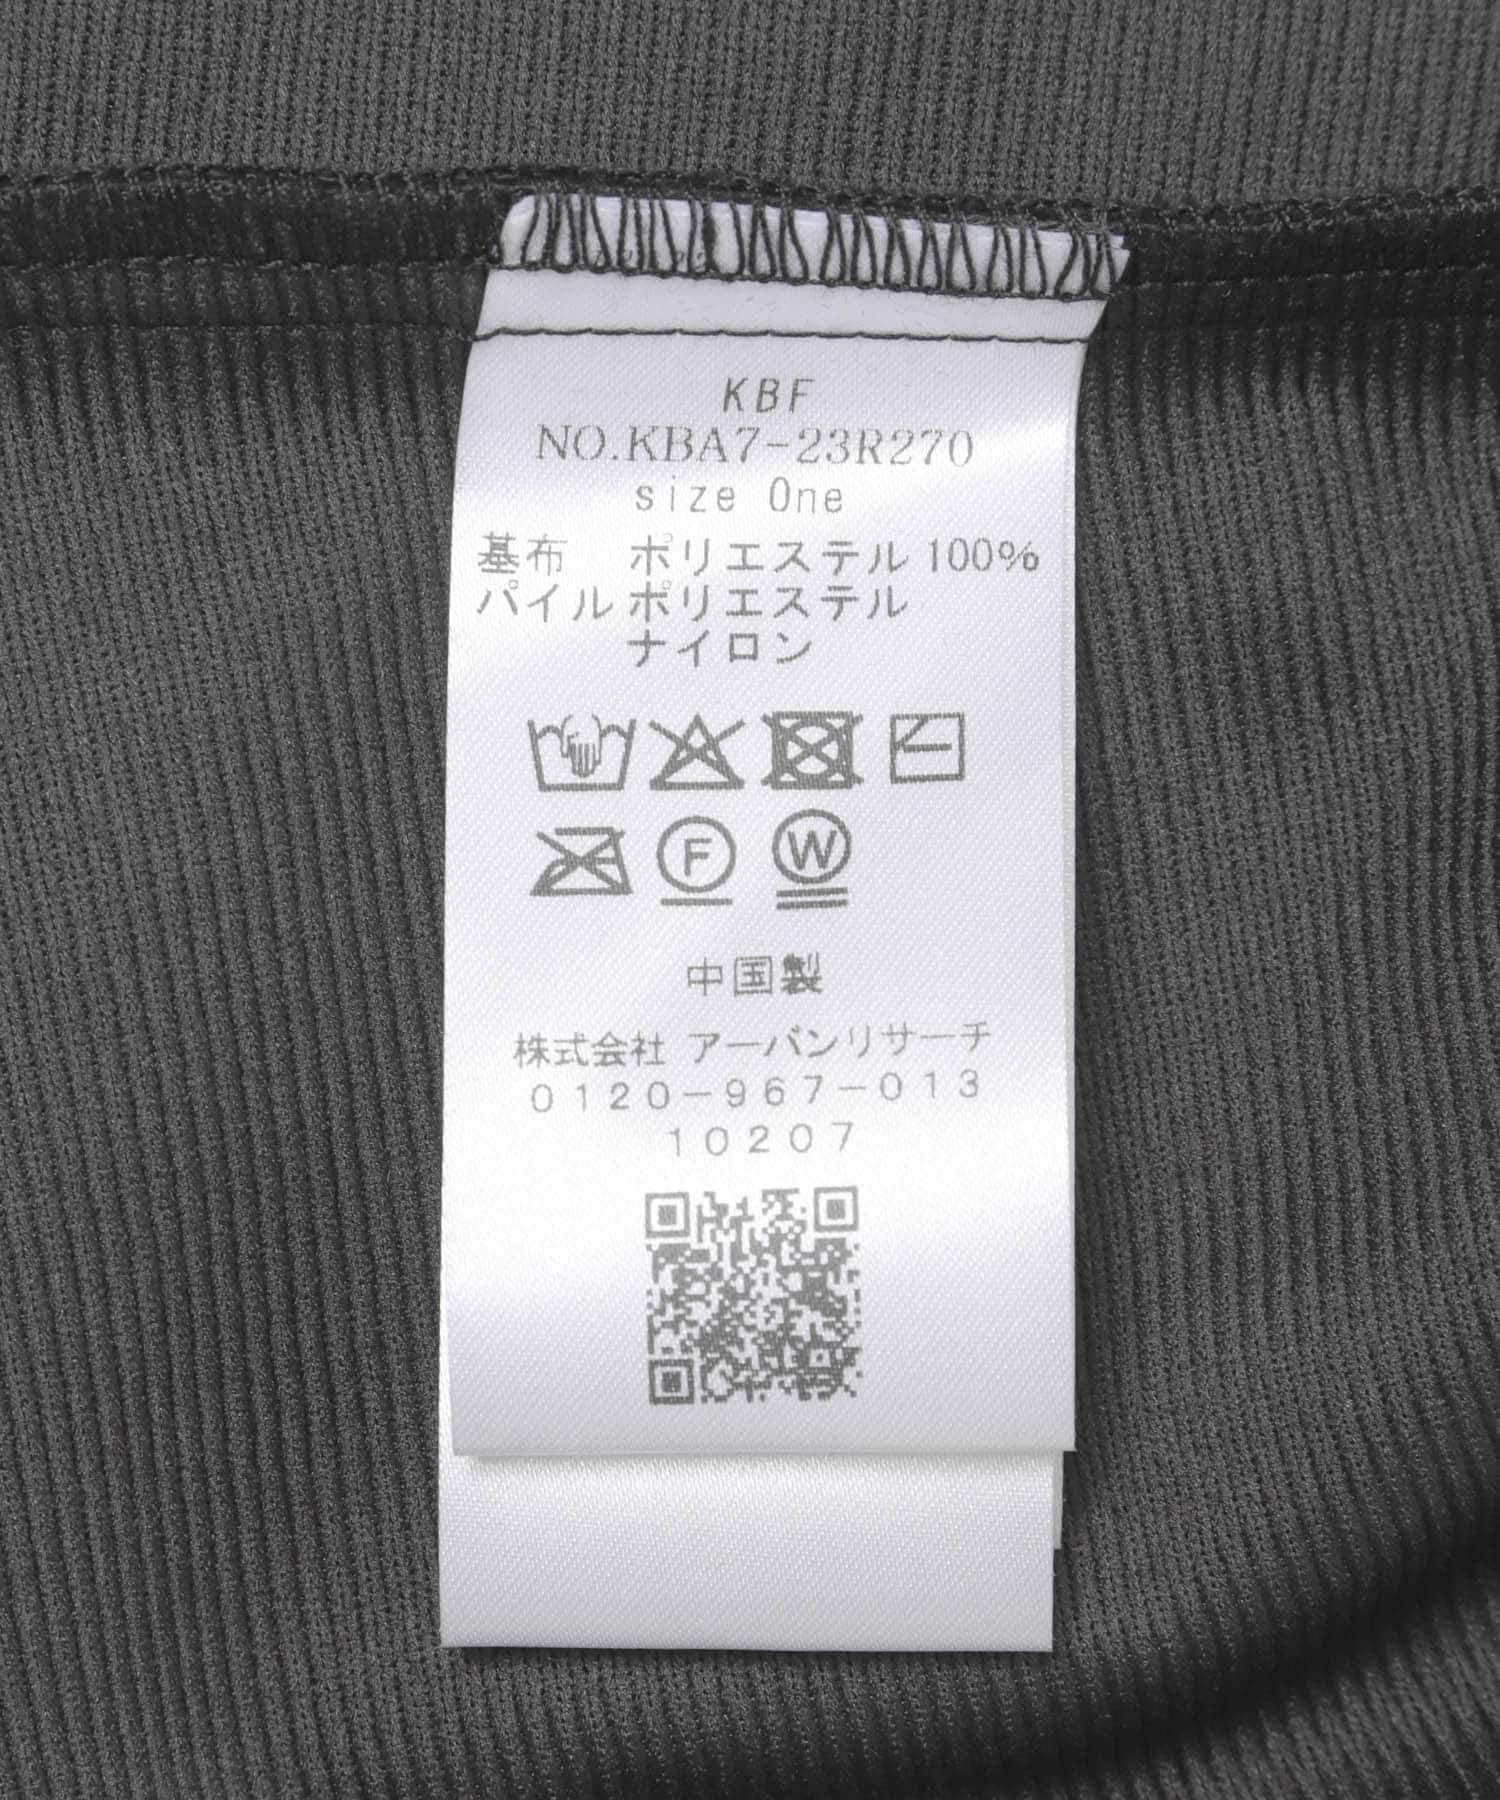 KBF
NO.KBA7-23R270
size One
基布 ポリエステル 100%
パイル ポリエステル
ナイロン
F W
中国製
株式会社 アーバンリサーチ
0120-967-013
10207